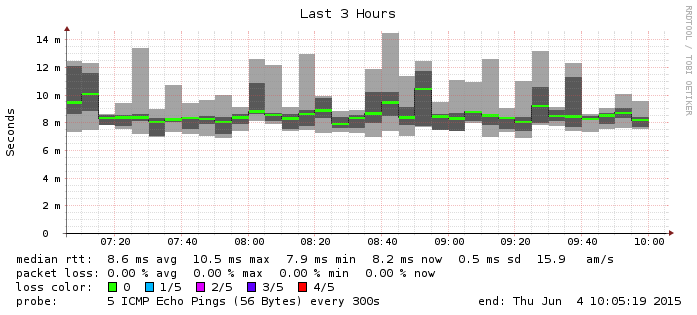 Last 3 Hours
RRDTOOL / TOBI OETIKER
Seconds
14 m
12 m
10 m
8 m
6 m
4 m
2 m
0
07:20 07:40 08:00 08:20 08:40 09:00 09:20 09:40 10:00
median rtt: 8.6 ms avg 10.5 ms max 7.9 ms min 8.2 ms now 0.5 ms sd 15.9 am/s
packet loss: 0.00 % avg 0.00 % max 0.00 % min 0.00 % now
loss color: 0 1/5 2/5 3/5 4/5
probe: 5 ICMP Echo Pings (56 Bytes) every 300s end: Thu Jun 4 10:05:19 2015